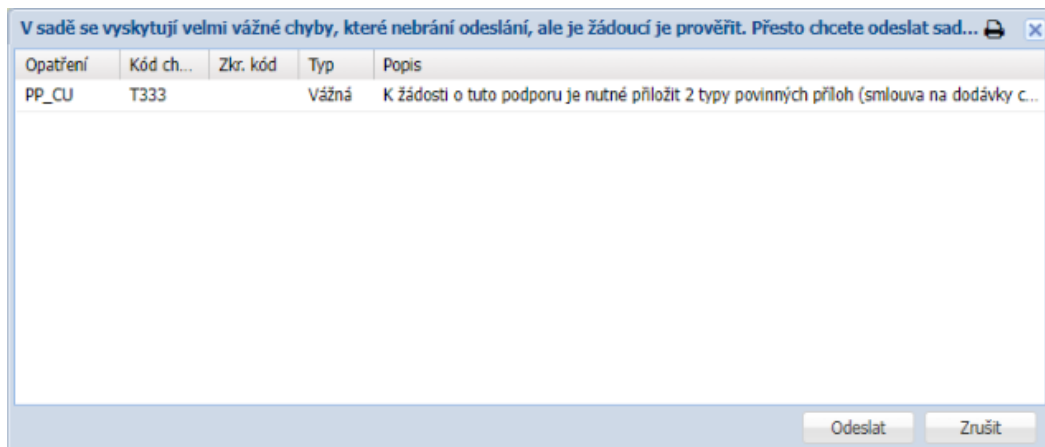 V sadě se vyskytují velmi vážné chyby, které nebrání odeslání, ale je žádoucí je prověřit. Přesto chcete odeslat sad...
Opatření Kód ch... Zkr. kód Typ Popis
PP_CU T333 Vážná K žádosti o tuto podporu je nutné přiložit 2 typy povinných příloh (smlouva na dodávky c...
Odeslat Zrušit